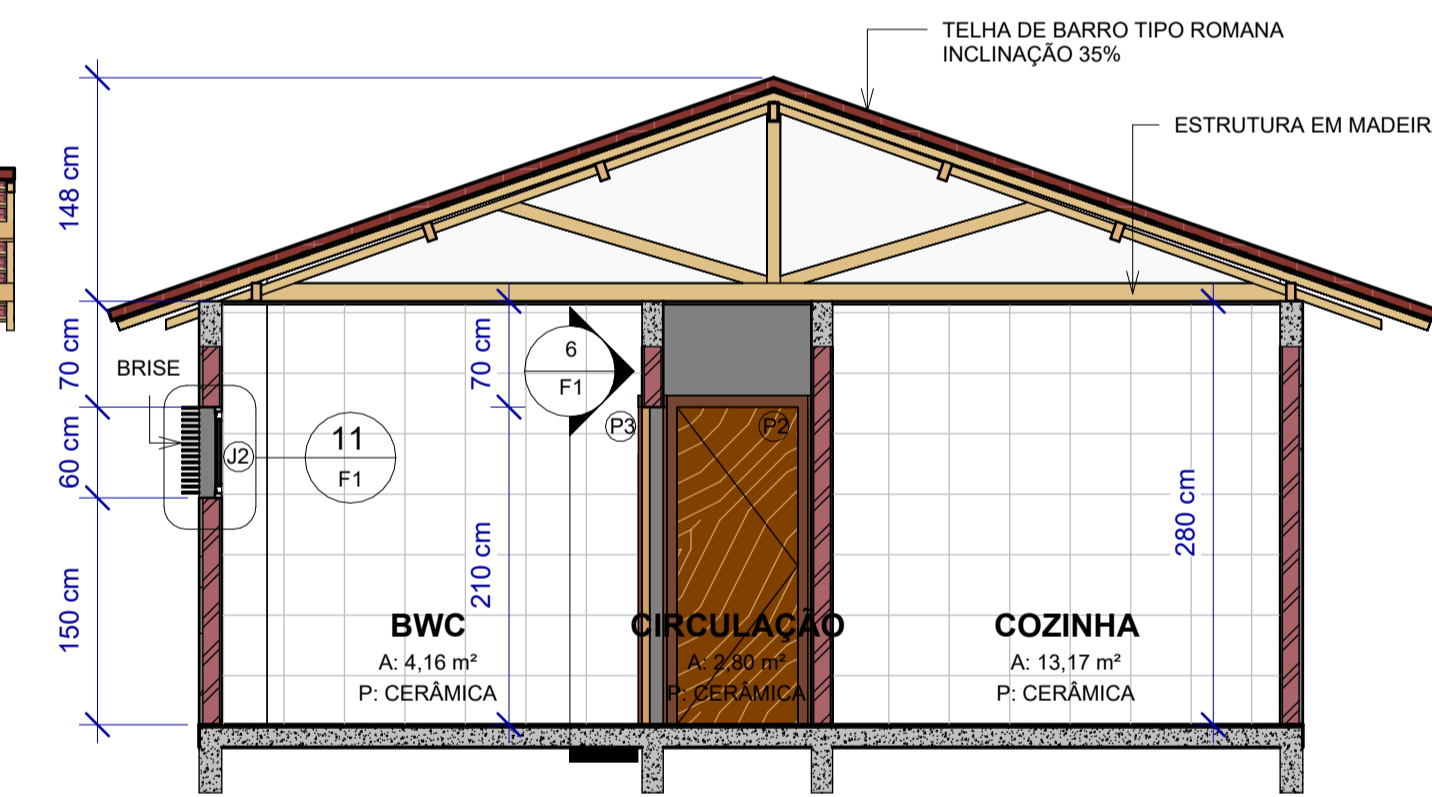 TELHA DE BARRO TIPO ROMANA
INCLINAÇÃO 35%
ESTRUTURA EM MADEIRA
148 cm
70 cm
60 cm
150 cm
BRISE
J2
11
F1
70 cm
210 cm
6
F1
P3
P2
280 cm
BWC
A: 4,16 m²
P: CERÂMICA
CIRCULAÇÃO
A: 2,80 m²
P: CERÂMICA
COZINHA
A: 13,17 m²
P: CERÂMICA